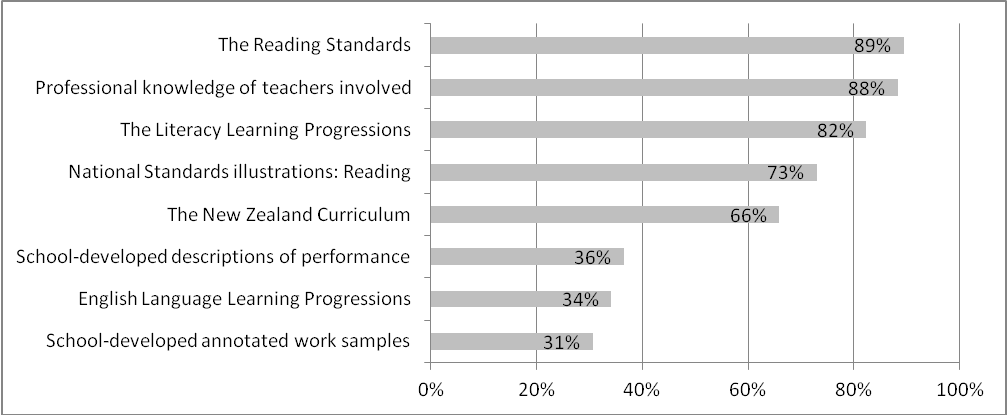 The Reading Standards 89%
Professional knowledge of teachers involved 88%
The Literacy Learning Progressions 82%
National Standards illustrations: Reading 73%
The New Zealand Curriculum 66%
School-developed descriptions of performance 36%
English Language Learning Progressions 34%
School-developed annotated work samples 31%
0% 20% 40% 60% 80% 100%